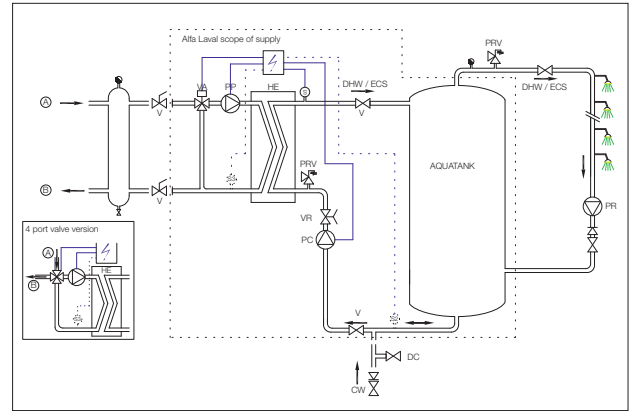 Alfa Laval scope of supply
PRV
DHW / ECS
VA
PP
HE
S
DHW / ECS
A
V
V
AQUATANK
PRV
B
V
VR
PR
4 port valve version
PC
A
HE
B
V
DC
CW